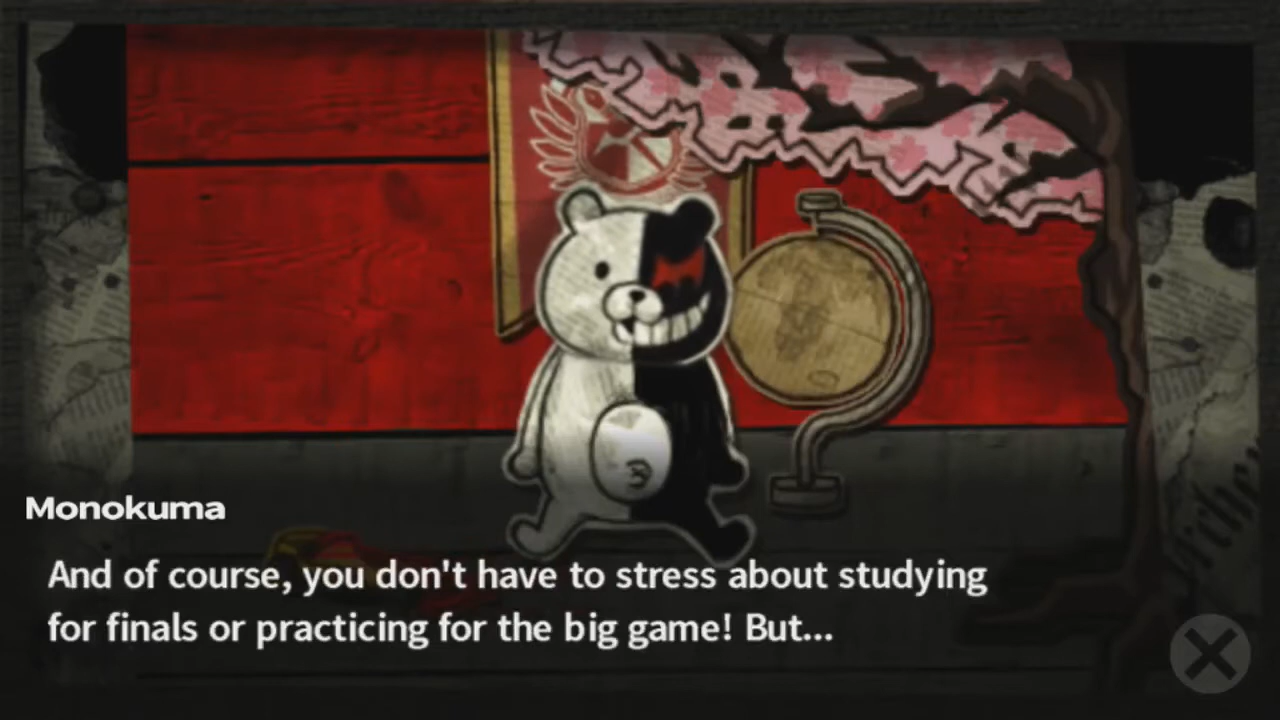 Monokuma
And of course, you don't have to stress about studying
for finals or practicing for the big game! But...